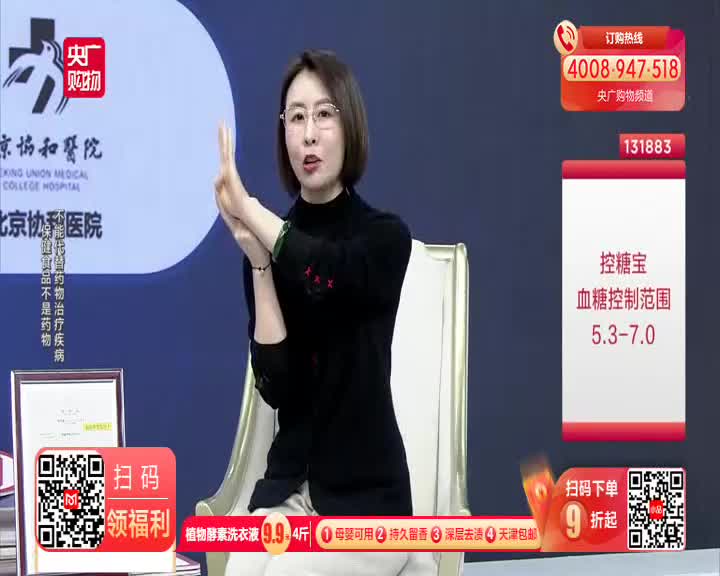 央广
购物
京協和醫院
EKING UNION MEDICAL
COLLEGE HOSPITAL
北京协和医院
保健食品不是药物
不能代替药物治疗疾病
订购热线
4008·947·518
央广购物频道
131883
控糖宝
血糖控制范围
5.3-7.0
扫码
领福利
植物酵素洗衣液 9.9元 4斤
① 母婴可用 ② 持久留香 ③ 深层去渍 ④ 天津包邮
扫码下单
9折起